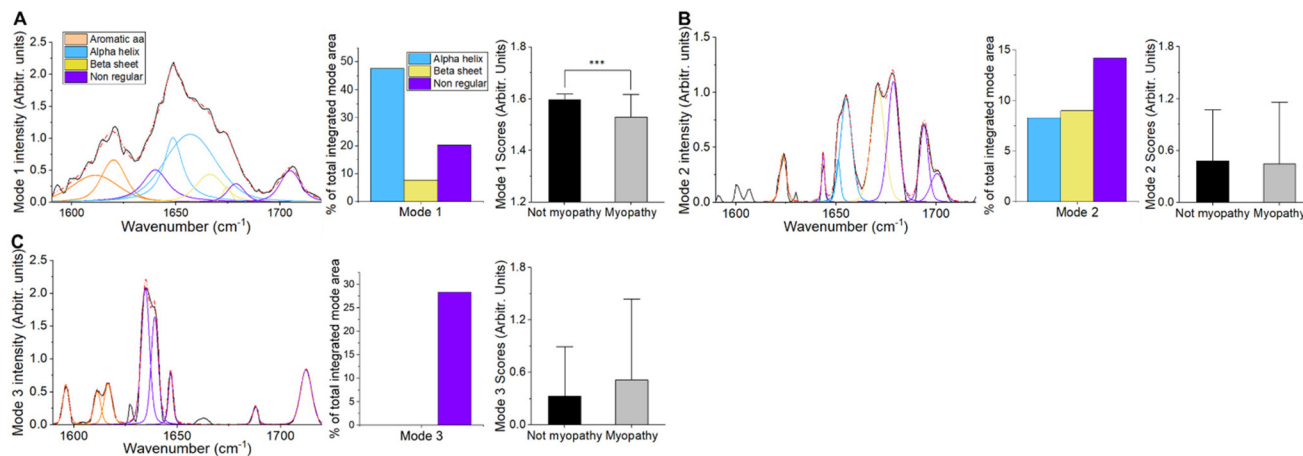 A
Mode 1 intensity (Arbitr. units)
2.5
2.0
1.5
1.0
0.5
0.0
Aromatic aa
Alpha helix
Beta sheet
Non regular
1600
1650
1700
Wavenumber (cm-1)
% of total integrated mode area
50
40
30
20
10
0
Alpha helix
Beta sheet
Non regular
Mode 1
Mode 1 Scores (Arbitr. Units)
1.8
1.6
1.4
1.2
***
Not myopathy
Myopathy
B
Mode 2 intensity (Arbitr. units)
2.0
1.5
1.0
0.5
0.0
1600
1650
1700
Wavenumber (cm-1)
% of total integrated mode area
15
10
5
0
Mode 2
Mode 2 Scores (Arbitr. Units)
1.8
1.2
0.6
0.0
Not myopathy
Myopathy
C
Mode 3 intensity (Arbitr. units)
2.5
2.0
1.5
1.0
0.5
0.0
1600
1650
1700
Wavenumber (cm-1)
% of total integrated mode area
30
25
20
15
10
5
0
Mode 3
Mode 3 Scores (Arbitr. Units)
1.8
1.2
0.6
0.0
Not myopathy
Myopathy